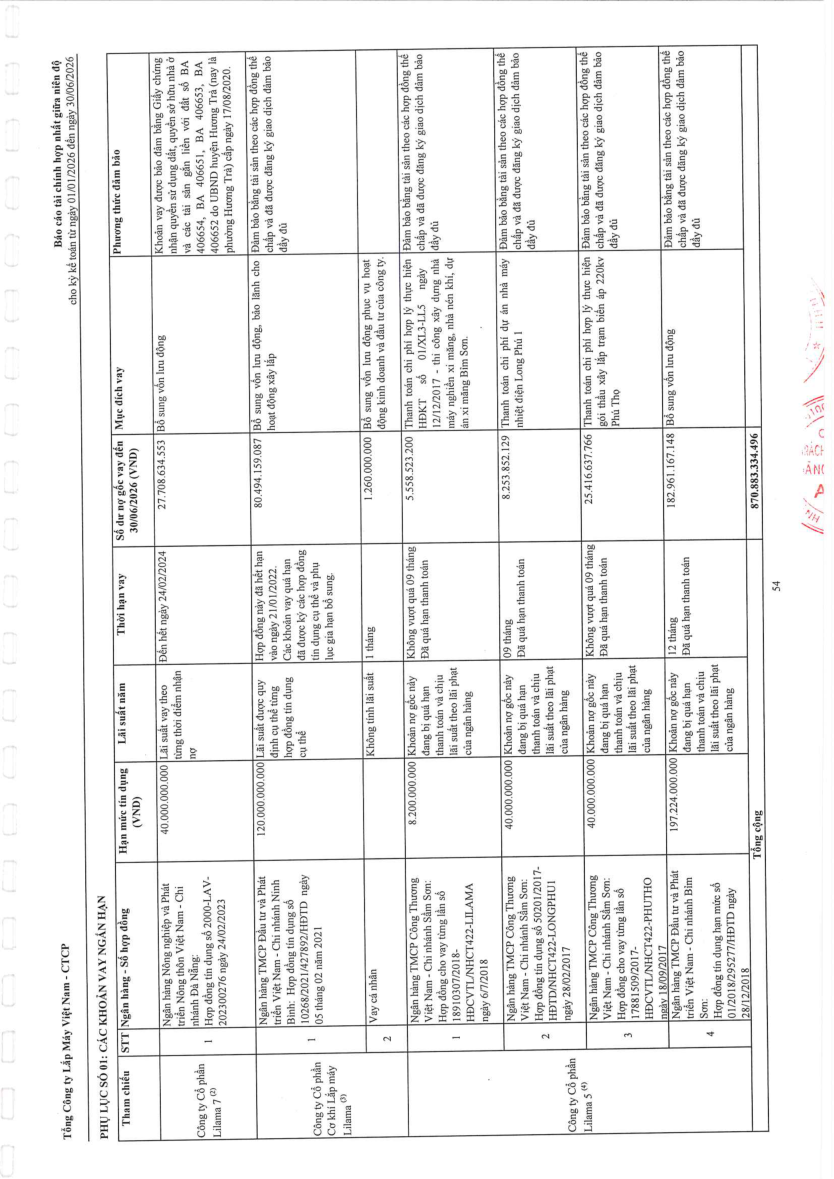 Tổng Công ty Lắp Máy Việt Nam - CTCP
Báo cáo tài chính hợp nhất giữa niên độ
cho kỳ kế toán từ ngày 01/01/2026 đến ngày 30/06/2026
PHỤ LỤC SỐ 01: CÁC KHOẢN VAY NGẮN HẠN
Tham chiếu
STT
Ngân hàng - Số hợp đồng
Hạn mức tín dụng
(VND)
Lãi suất năm
Thời hạn vay
Số dư nợ gốc vay đến
30/06/2026 (VND)
Mục đích vay
Phương thức đảm bảo
Công ty Cổ phần
Lilama 7 (2)
1
Ngân hàng Nông nghiệp và Phát
triển Nông thôn Việt Nam - Chi
nhánh Đà Nẵng:
Hợp đồng tín dụng số 2000-LAV-
202300276 ngày 24/02/2023
40.000.000.000
Lãi suất vay theo
từng thời điểm nhận
nợ
Đến hết ngày 24/02/2024
27.708.634.553
Bổ sung vốn lưu động
Khoản vay được bảo đảm bằng Giấy chứng
nhận quyền sử dụng đất, quyền sở hữu nhà ở
và các tài sản gắn liền với đất số BA
406654, BA 406651, BA 406653, BA
406652 do UBND huyện Hương Trà (nay là
phường Hương Trà) cấp ngày 17/08/2020.
Công ty Cổ phần
Cơ khí Lắp máy
Lilama (3)
1
Ngân hàng TMCP Đầu tư và Phát
triển Việt Nam - Chi nhánh Ninh
Bình: Hợp đồng tín dụng số
10268/2021/427892/HĐTD ngày
05 tháng 02 năm 2021
120.000.000.000
Lãi suất được quy
định cụ thể từng
hợp đồng tín dụng
cụ thể
Hợp đồng này đã hết hạn
vào ngày 21/01/2022.
Các khoản vay quá hạn
đã được ký các hợp đồng
tín dụng cụ thể và phụ
lục gia hạn bổ sung.
80.494.159.087
Bổ sung vốn lưu động, bảo lãnh cho
hoạt động xây lắp
Đảm bảo bằng tài sản theo các hợp đồng thế
chấp và đã được đăng ký giao dịch đảm bảo
đầy đủ
2
Vay cá nhân
Không tính lãi suất
1 tháng
1.260.000.000
Bổ sung vốn lưu động phục vụ hoạt
động kinh doanh và đầu tư của công ty.
Công ty Cổ phần
Lilama 5 (4)
1
Ngân hàng TMCP Công Thương
Việt Nam - Chi nhánh Sầm Sơn:
Hợp đồng cho vay từng lần số
18910307/2018-
HĐCVTL/NHCT422-LILAMA
ngày 6/7/2018
8.200.000.000
Khoản nợ gốc này
đang bị quá hạn
thanh toán và chịu
lãi suất theo lãi phạt
của ngân hàng
Không vượt quá 09 tháng
Đã quá hạn thanh toán
5.558.523.200
Thanh toán chi phí hợp lý thực hiện
HĐKT số 01/XL3-LL5 ngày
12/12/2017 - thi công xây dựng nhà
máy nghiền xi măng, nhà nén khí, dự
án xi măng Bỉm Sơn.
Đảm bảo bằng tài sản theo các hợp đồng thế
chấp và đã được đăng ký giao dịch đảm bảo
đầy đủ
2
Ngân hàng TMCP Công Thương
Việt Nam - Chi nhánh Sầm Sơn:
Hợp đồng tín dụng số 50201/2017-
HĐTD/NHCT422-LONGPHU1
ngày 28/02/2017
40.000.000.000
Khoản nợ gốc này
đang bị quá hạn
thanh toán và chịu
lãi suất theo lãi phạt
của ngân hàng
09 tháng
Đã quá hạn thanh toán
8.253.852.129
Thanh toán chi phí dự án nhà máy
nhiệt điện Long Phú 1
Đảm bảo bằng tài sản theo các hợp đồng thế
chấp và đã được đăng ký giao dịch đảm bảo
đầy đủ
3
Ngân hàng TMCP Công Thương
Việt Nam - Chi nhánh Sầm Sơn:
Hợp đồng cho vay từng lần số
17881509/2017-
HĐCVTL/NHCT422-PHUTHO
ngày 18/09/2017
40.000.000.000
Khoản nợ gốc này
đang bị quá hạn
thanh toán và chịu
lãi suất theo lãi phạt
của ngân hàng
Không vượt quá 09 tháng
Đã quá hạn thanh toán
25.416.637.766
Thanh toán chi phí hợp lý thực hiện
gói thầu xây lắp trạm biến áp 220kv
Phú Thọ
Đảm bảo bằng tài sản theo các hợp đồng thế
chấp và đã được đăng ký giao dịch đảm bảo
đầy đủ
4
Ngân hàng TMCP Đầu tư và Phát
triển Việt Nam - Chi nhánh Bỉm
Sơn:
Hợp đồng tín dụng hạn mức số
01/2018/295277/HĐTD ngày
28/12/2018
197.224.000.000
Khoản nợ gốc này
đang bị quá hạn
thanh toán và chịu
lãi suất theo lãi phạt
của ngân hàng
12 tháng
Đã quá hạn thanh toán
182.961.167.148
Bổ sung vốn lưu động
Đảm bảo bằng tài sản theo các hợp đồng thế
chấp và đã được đăng ký giao dịch đảm bảo
đầy đủ
Tổng cộng
870.883.334.496
54